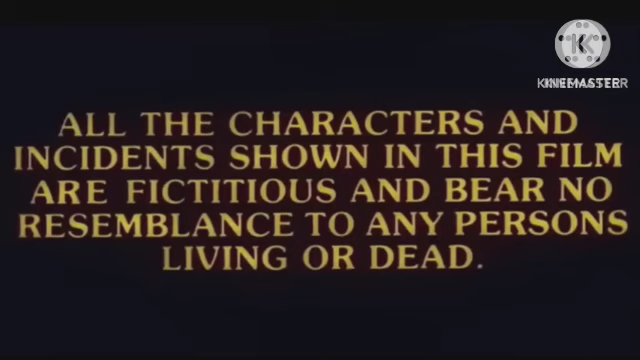 KINEMASTER
ALL THE CHARACTERS AND
INCIDENTS SHOWN IN THIS FILM
ARE FICTITIOUS AND BEAR NO
RESEMBLANCE TO ANY PERSONS
LIVING OR DEAD.